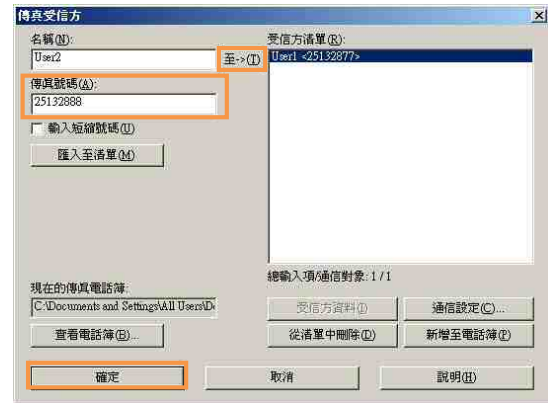 傳真受信方
名稱(N):
User2
至->(T)
受信方清單(R):
User1 <25132877>
傳真號碼(A):
25132888
輸入短縮號碼(U)
匯入至清單(M)
總輸入項/通信對象: 1 / 1
現在的傳真電話簿:
C:\Documents and Settings\All Users\D
受信方資料(I)
通信設定(C)...
查看電話簿(B)...
從清單中刪除(D)
新增至電話簿(P)
確定
取消
說明(H)